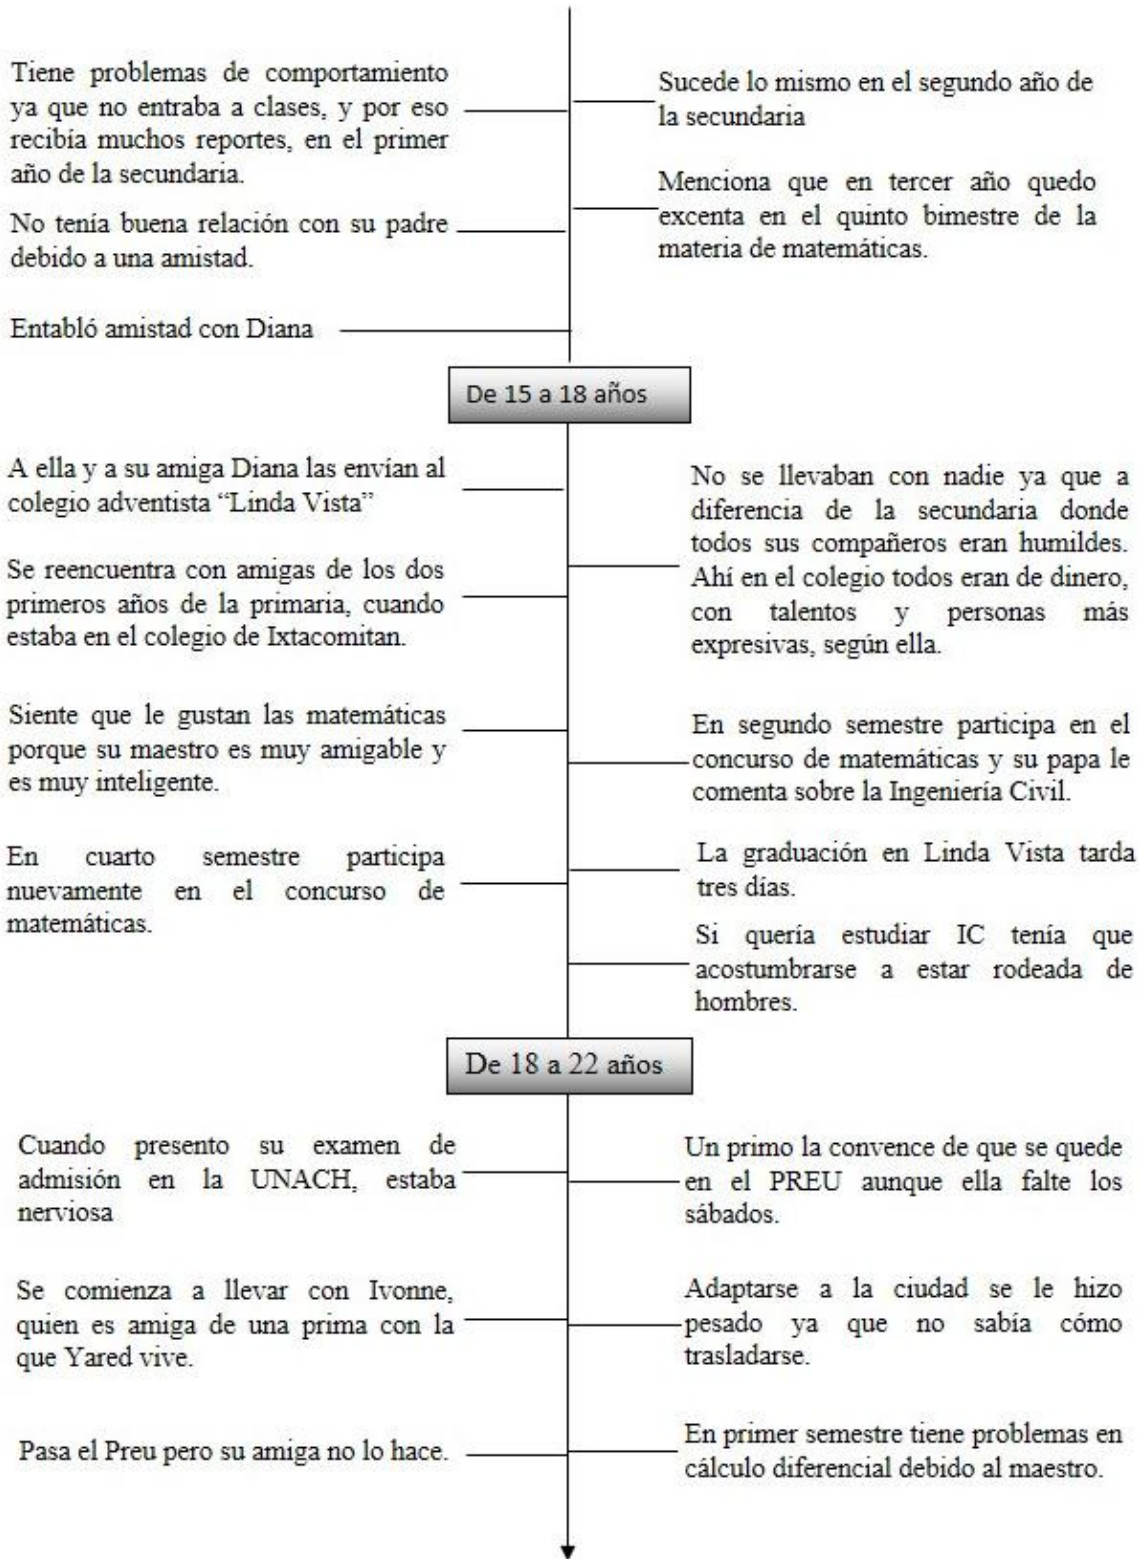 Tiene problemas de comportamiento
ya que no entraba a clases, y por eso
recibía muchos reportes, en el primer
año de la secundaria.
Sucede lo mismo en el segundo año de
la secundaria
No tenía buena relación con su padre
debido a una amistad.
Menciona que en tercer año quedo
excenta en el quinto bimestre de la
materia de matemáticas.
Entabló amistad con Diana
De 15 a 18 años
A ella y a su amiga Diana las envían al
colegio adventista “Linda Vista”
No se llevaban con nadie ya que a
diferencia de la secundaria donde
todos sus compañeros eran humildes.
Ahí en el colegio todos eran de dinero,
con talentos y personas más
expresivas, según ella.
Se reencuentra con amigas de los dos
primeros años de la primaria, cuando
estaba en el colegio de Ixtacomitan.
Siente que le gustan las matemáticas
porque su maestro es muy amigable y
es muy inteligente.
En segundo semestre participa en el
concurso de matemáticas y su papa le
comenta sobre la Ingeniería Civil.
En cuarto semestre participa
nuevamente en el concurso de
matemáticas.
La graduación en Linda Vista tarda
tres días.
Si quería estudiar IC tenía que
acostumbrarse a estar rodeada de
hombres.
De 18 a 22 años
Cuando presento su examen de
admisión en la UNACH, estaba
nerviosa
Un primo la convence de que se quede
en el PREU aunque ella falte los
sábados.
Se comienza a llevar con Ivonne,
quien es amiga de una prima con la
que Yared vive.
Adaptarse a la ciudad se le hizo
pesado ya que no sabía cómo
trasladarse.
Pasa el Preu pero su amiga no lo hace.
En primer semestre tiene problemas en
cálculo diferencial debido al maestro.